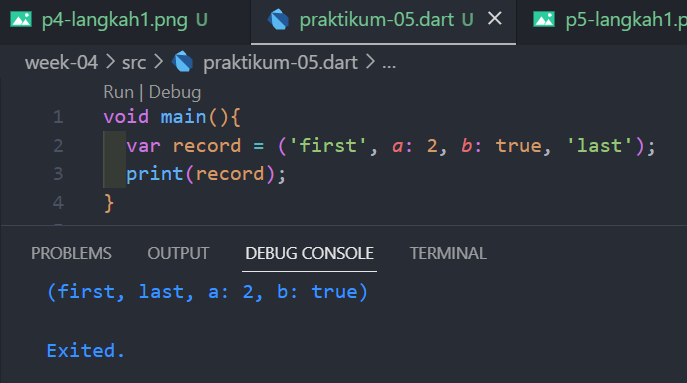 p4-langkah1.png U praktikum-05.dart U p5-langkah1.p
week-04 > src > praktikum-05.dart > ...
Run | Debug
1 void main(){
2 var record = ('first', a: 2, b: true, 'last');
3 print(record);
4 }
PROBLEMS OUTPUT DEBUG CONSOLE TERMINAL
(first, last, a: 2, b: true)
Exited.